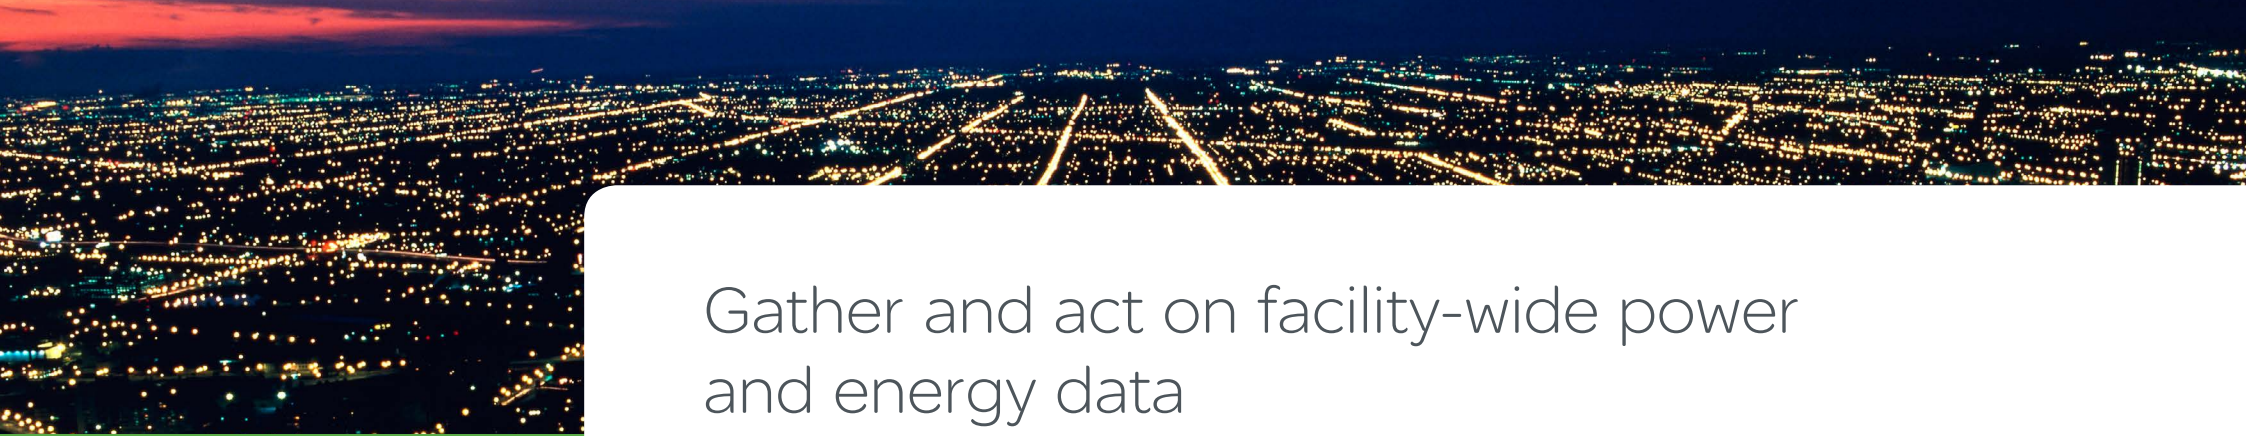 Gather and act on facility-wide power
and energy data